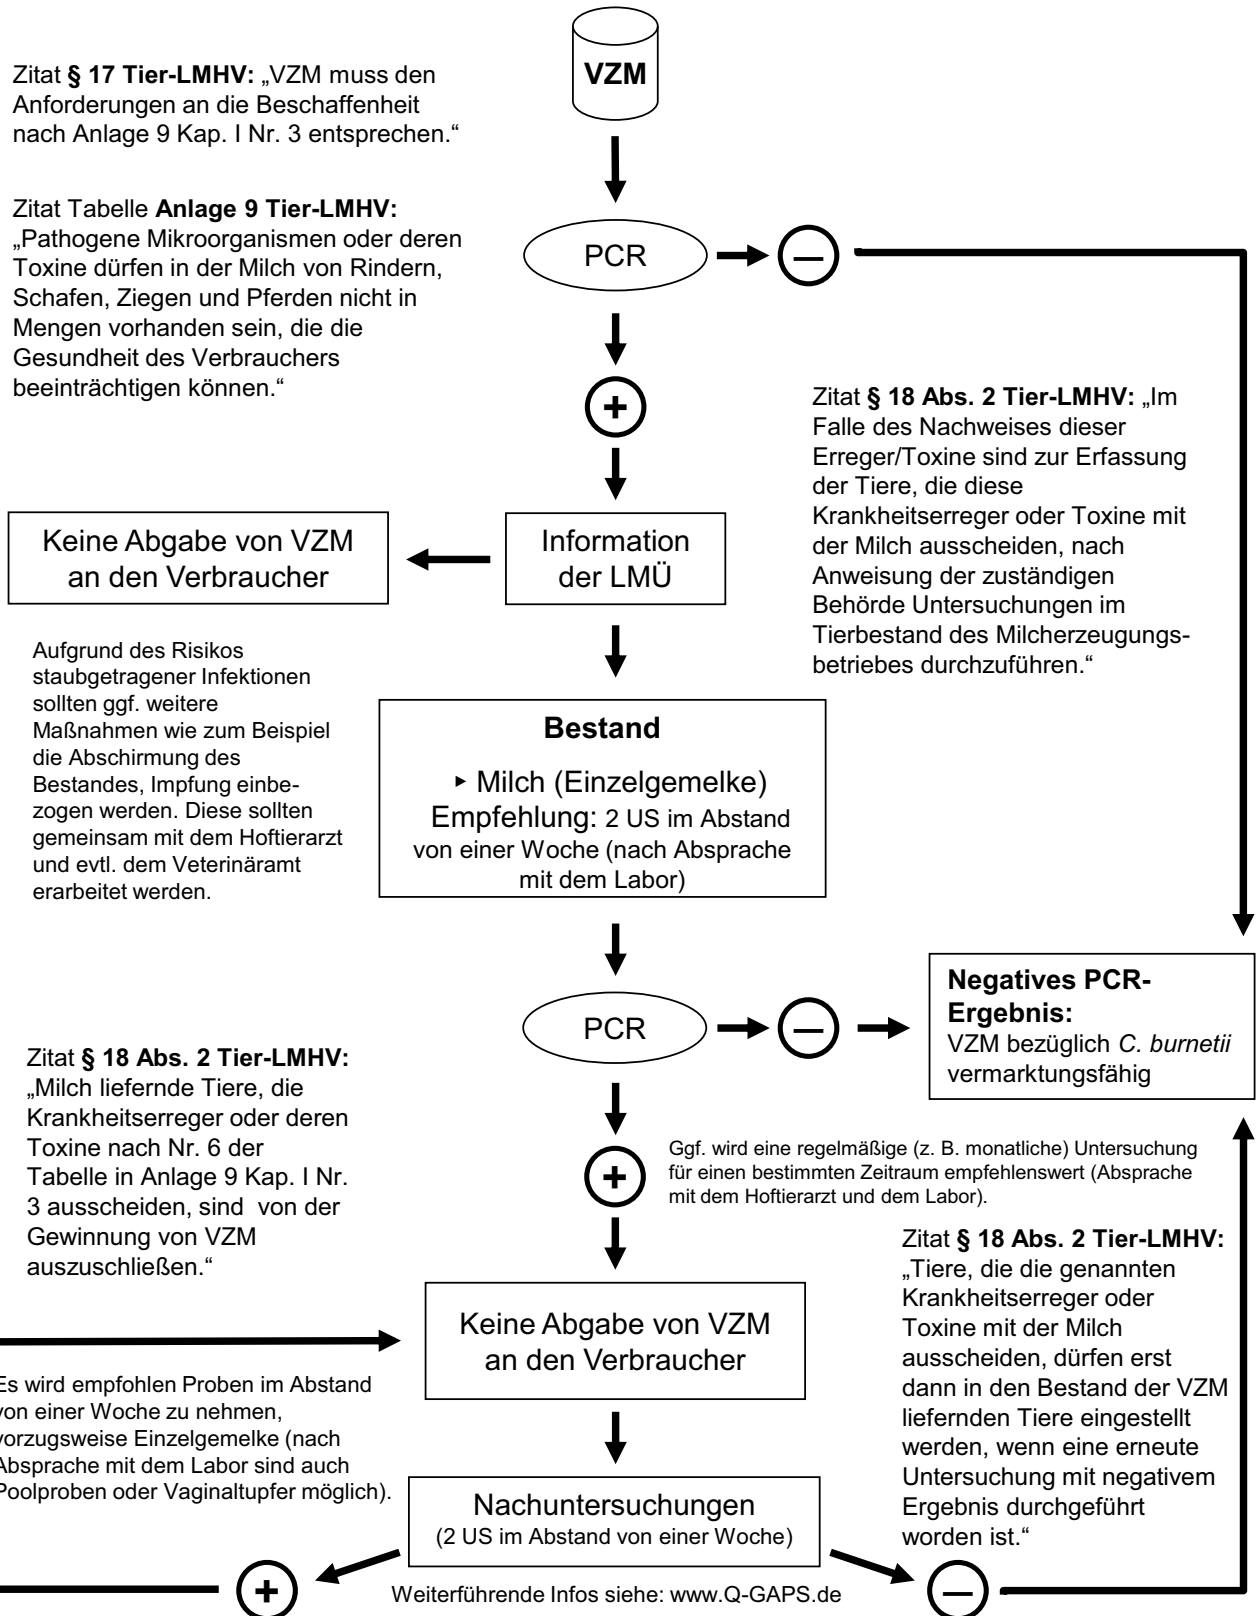 VZM
Zitat § 17 Tier-LMHV: „VZM muss den
Anforderungen an die Beschaffenheit
nach Anlage 9 Kap. I Nr. 3 entsprechen.“
Zitat Tabelle Anlage 9 Tier-LMHV:
„Pathogene Mikroorganismen oder deren
Toxine dürfen in der Milch von Rindern,
Schafen, Ziegen und Pferden nicht in
Mengen vorhanden sein, die die
Gesundheit des Verbrauchers
beeinträchtigen können.“
PCR
–
+
Zitat § 18 Abs. 2 Tier-LMHV: „Im
Falle des Nachweises dieser
Erreger/Toxine sind zur Erfassung
der Tiere, die diese
Krankheitserreger oder Toxine mit
der Milch ausscheiden, nach
Anweisung der zuständigen
Behörde Untersuchungen im
Tierbestand des Milcherzeugungs-
betriebes durchzuführen.“
Keine Abgabe von VZM
an den Verbraucher
Information
der LMÜ
Aufgrund des Risikos
staubgetragener Infektionen
sollten ggf. weitere
Maßnahmen wie zum Beispiel
die Abschirmung des
Bestandes, Impfung einbe-
zogen werden. Diese sollten
gemeinsam mit dem Hoftierarzt
und evtl. dem Veterinäramt
erarbeitet werden.
Bestand
▸ Milch (Einzelgemelke)
Empfehlung: 2 US im Abstand
von einer Woche (nach Absprache
mit dem Labor)
PCR
–
Negatives PCR-
Ergebnis:
VZM bezüglich C. burnetii
vermarktungsfähig
Zitat § 18 Abs. 2 Tier-LMHV:
„Milch liefernde Tiere, die
Krankheitserreger oder deren
Toxine nach Nr. 6 der
Tabelle in Anlage 9 Kap. I Nr.
3 ausscheiden, sind von der
Gewinnung von VZM
auszuschließen.“
+
Ggf. wird eine regelmäßige (z. B. monatliche) Untersuchung
für einen bestimmten Zeitraum empfehlenswert (Absprache
mit dem Hoftierarzt und dem Labor).
Keine Abgabe von VZM
an den Verbraucher
Zitat § 18 Abs. 2 Tier-LMHV:
„Tiere, die die genannten
Krankheitserreger oder
Toxine mit der Milch
ausscheiden, dürfen erst
dann in den Bestand der VZM
liefernden Tiere eingestellt
werden, wenn eine erneute
Untersuchung mit negativem
Ergebnis durchgeführt
worden ist.“
Es wird empfohlen Proben im Abstand
von einer Woche zu nehmen,
vorzugsweise Einzelgemelke (nach
Absprache mit dem Labor sind auch
Poolproben oder Vaginaltupfer möglich).
Nachuntersuchungen
(2 US im Abstand von einer Woche)
+
Weiterführende Infos siehe: www.Q-GAPS.de
–